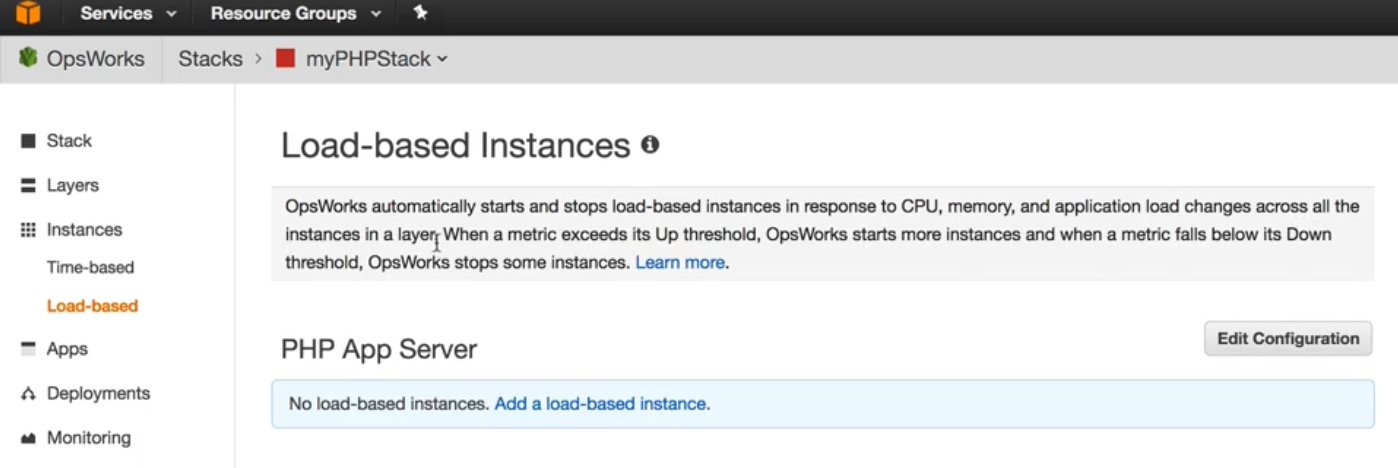 Services Resource Groups
OpsWorks Stacks > myPHPStack
Stack
Layers
Instances
Time-based
Load-based
Apps
Deployments
Monitoring
Load-based Instances
OpsWorks automatically starts and stops load-based instances in response to CPU, memory, and application load changes across all the
instances in a layer. When a metric exceeds its Up threshold, OpsWorks starts more instances and when a metric falls below its Down
threshold, OpsWorks stops some instances. Learn more.
PHP App Server
Edit Configuration
No load-based instances. Add a load-based instance.